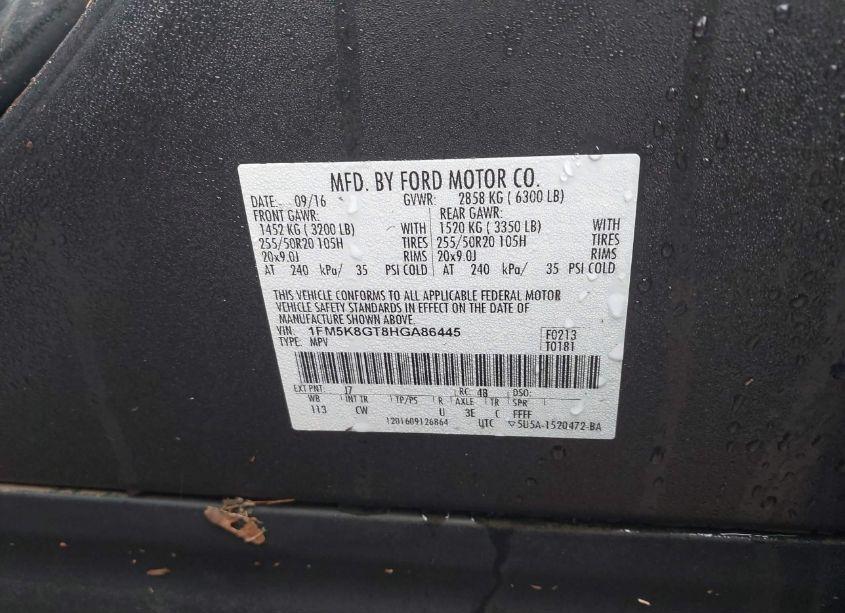 MFD. BY FORD MOTOR CO.
DATE: 09/16 GVWR: 2858 KG ( 6300 LB)
FRONT GAWR: REAR GAWR:
1452 KG ( 3200 LB) WITH 1520 KG ( 3350 LB) WITH
255/50R20 105H TIRES 255/50R20 105H TIRES
20x9.0J RIMS 20x9.0J RIMS
AT 240 kPa/ 35 PSI COLD AT 240 kPa/ 35 PSI COLD
THIS VEHICLE CONFORMS TO ALL APPLICABLE FEDERAL MOTOR
VEHICLE SAFETY STANDARDS IN EFFECT ON THE DATE OF
MANUFACTURE SHOWN ABOVE.
VIN: 1FM5K8GT8HGA86445 F0213
TYPE: MPV T0181
EXT PNT: J7 RC: 48 DSO:
WB INT TR TP/PS R AXLE TR SPR
113 CW U 3E C FFFF
1201609126864 UTC ▽5U5A-1520472-BA